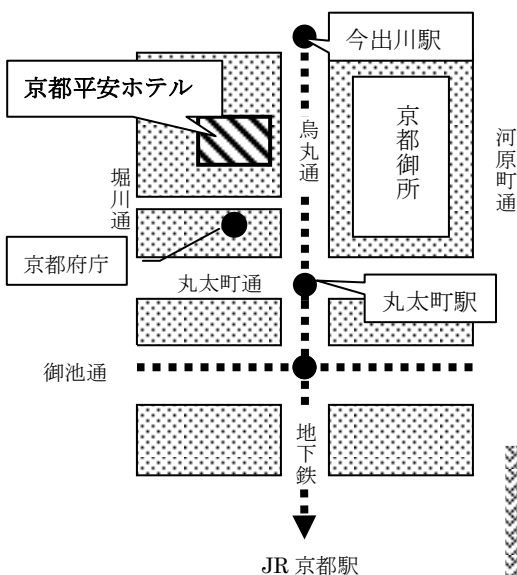 今出川駅
京都平安ホテル
烏丸通
京都御所
河原町通
堀川通
京都府庁
丸太町通
丸太町駅
御池通
地下鉄
JR 京都駅